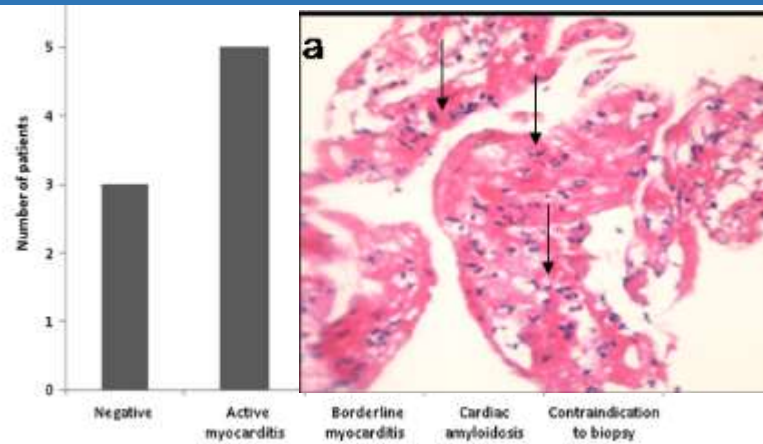 5
4
3
2
1
0
Number of patients
a
Negative
Active
myocarditis
Borderline
myocarditis
Cardiac
amyloidosis
Contraindication
to biopsy